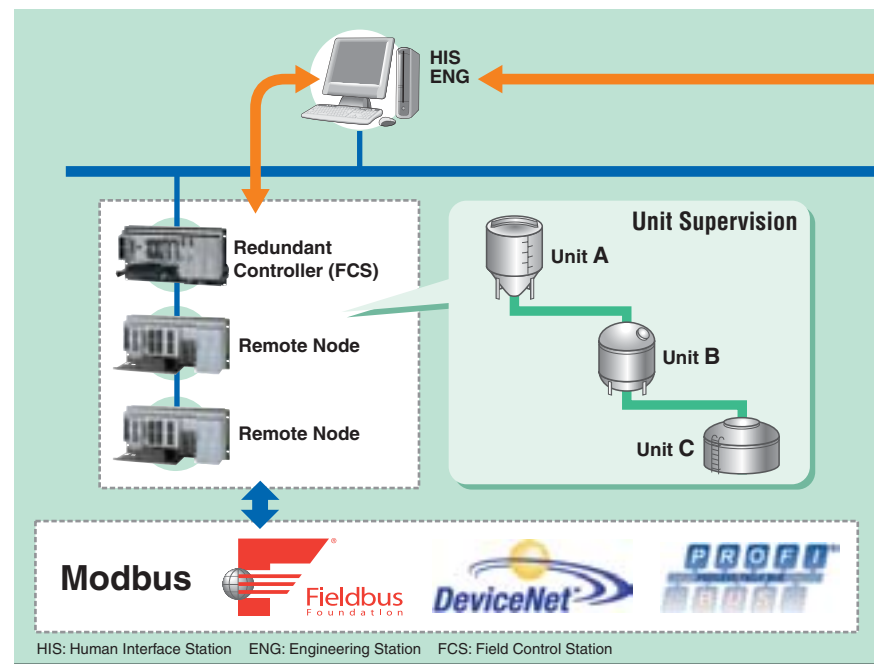 HIS
ENG
Redundant
Controller (FCS)
Remote Node
Remote Node
Unit Supervision
Unit A
Unit B
Unit C
Modbus
Fieldbus
Foundation
DeviceNet
PROFI
BUS
HIS: Human Interface Station ENG: Engineering Station FCS: Field Control Station